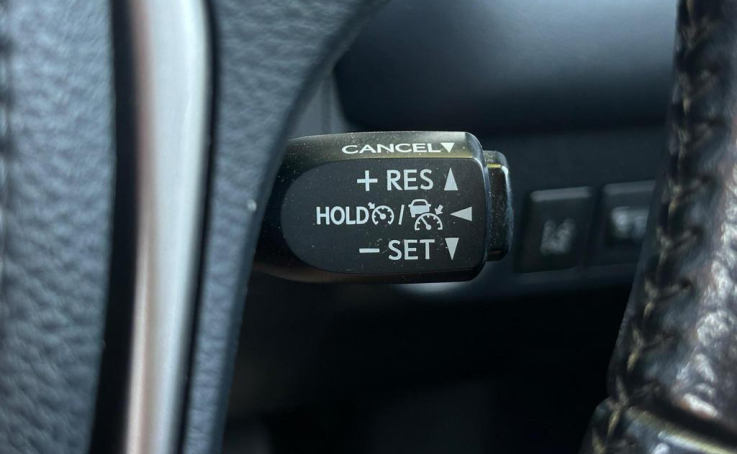 CANCEL▼
+ RES ▲
HOLD / ◄
– SET ▼